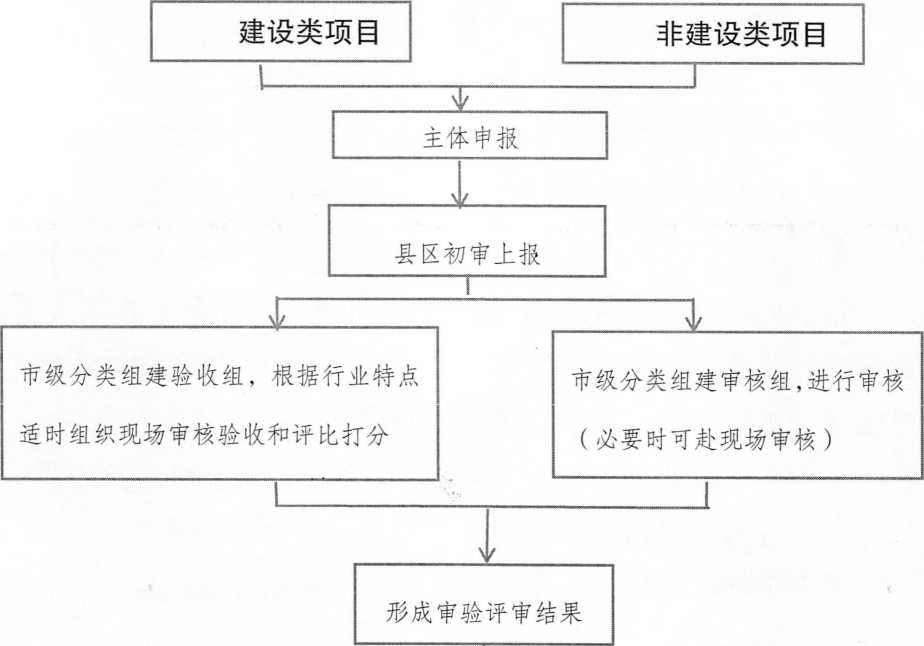 建设类项目
非建设类项目
主体申报
县区初审上报
市级分类组建验收组，根据行业特点
适时组织现场审核验收和评比打分
市级分类组建审核组,进行审核
（必要时可赴现场审核）
形成审验评审结果